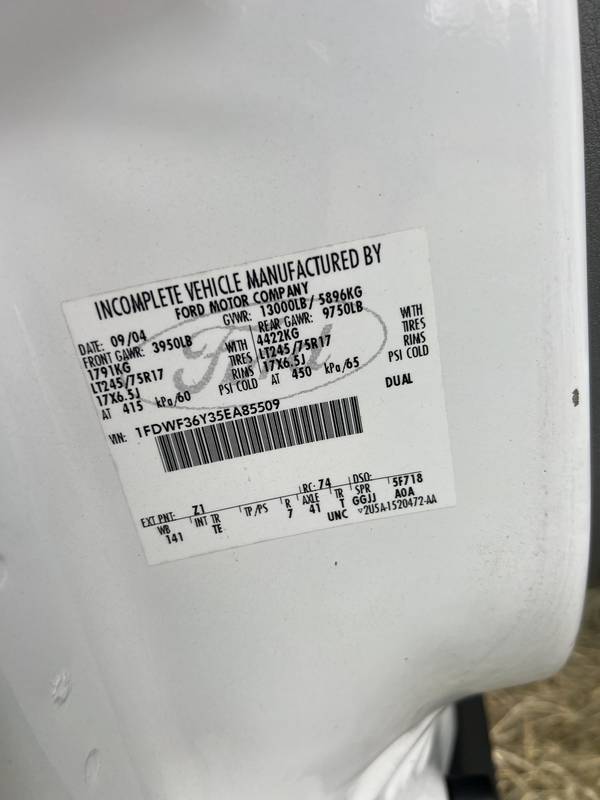 INCOMPLETE VEHICLE MANUFACTURED BY
FORD MOTOR COMPANY
DATE: 09/04 GVWR: 13000LB/ 5896KG
FRONT GAWR: 3950LB REAR GAWR: 9750LB
1791KG WITH 4422KG WITH
LT245/75R17 TIRES LT245/75R17 TIRES
17X6.5J RIMS 17X6.5J RIMS
AT 415 kPa/60 PSI COLD AT 450 kPa/65 PSI COLD
DUAL
VIN: 1FDWF36Y35EA85509
Ford
EXT PNT: Z1 RC: 74 DSO: 5F718
WB INT TR TP/PS R AXLE TR SPR AOA
141 TE 7 41 T GGJJ
UNC ▽2U5A-1520472-AA